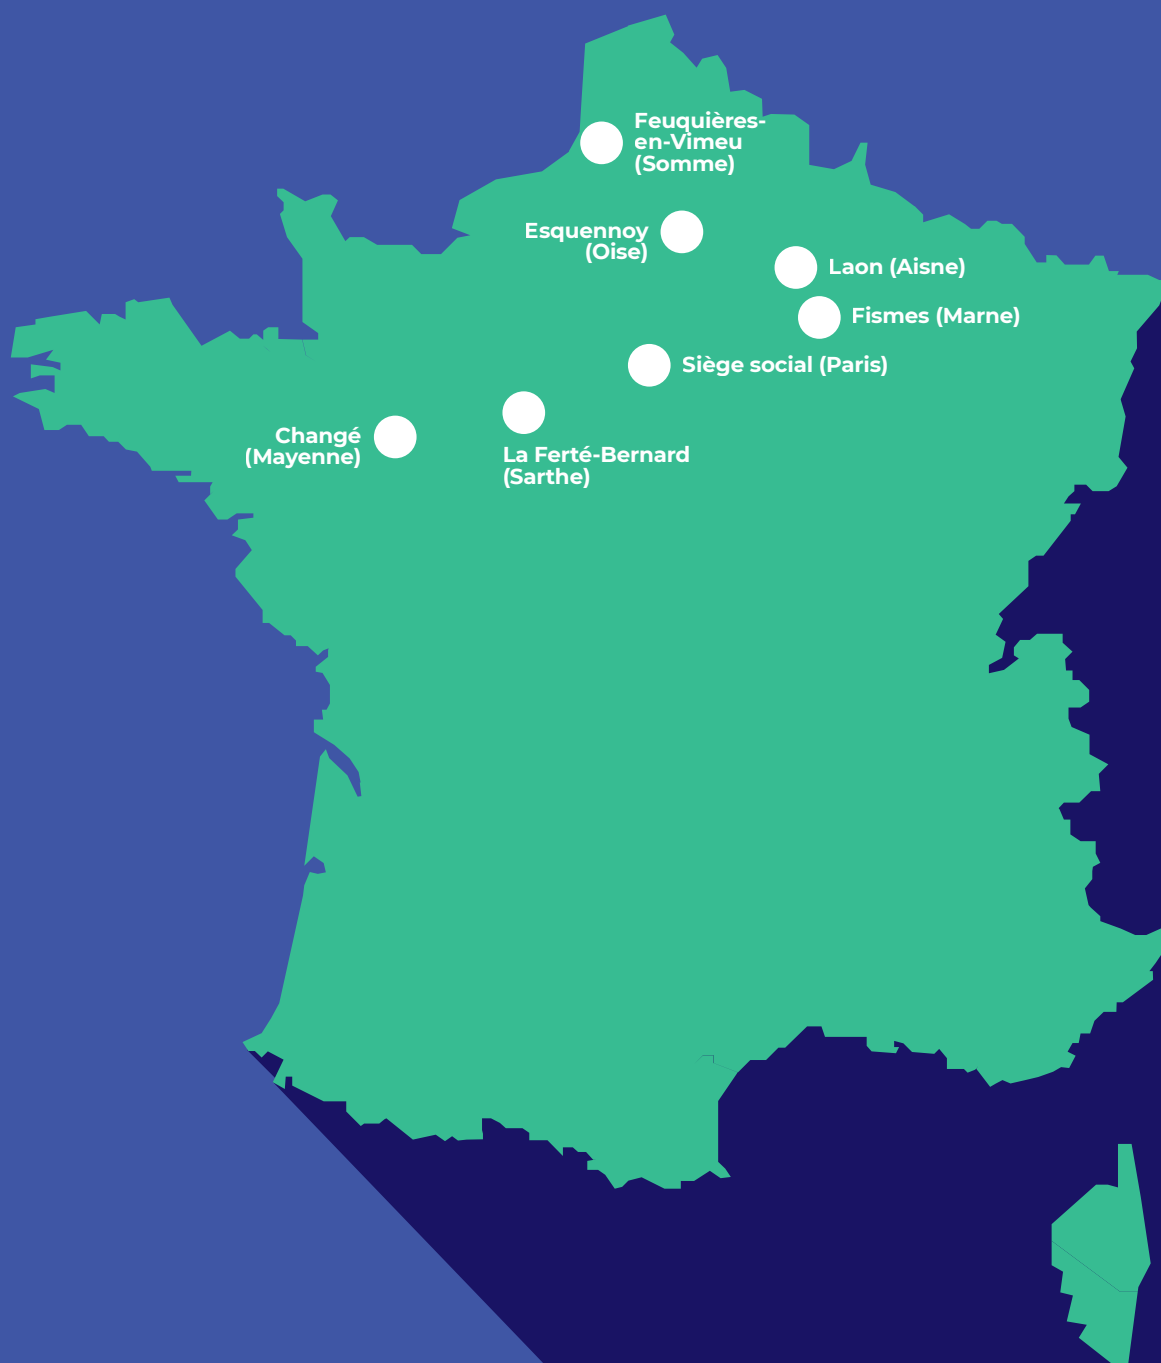 Feuquières-
en-Vimeu
(Somme)
Esquennoy
(Oise)
Laon (Aisne)
Fismes (Marne)
Siège social (Paris)
Changé
(Mayenne)
La Ferté-Bernard
(Sarthe)